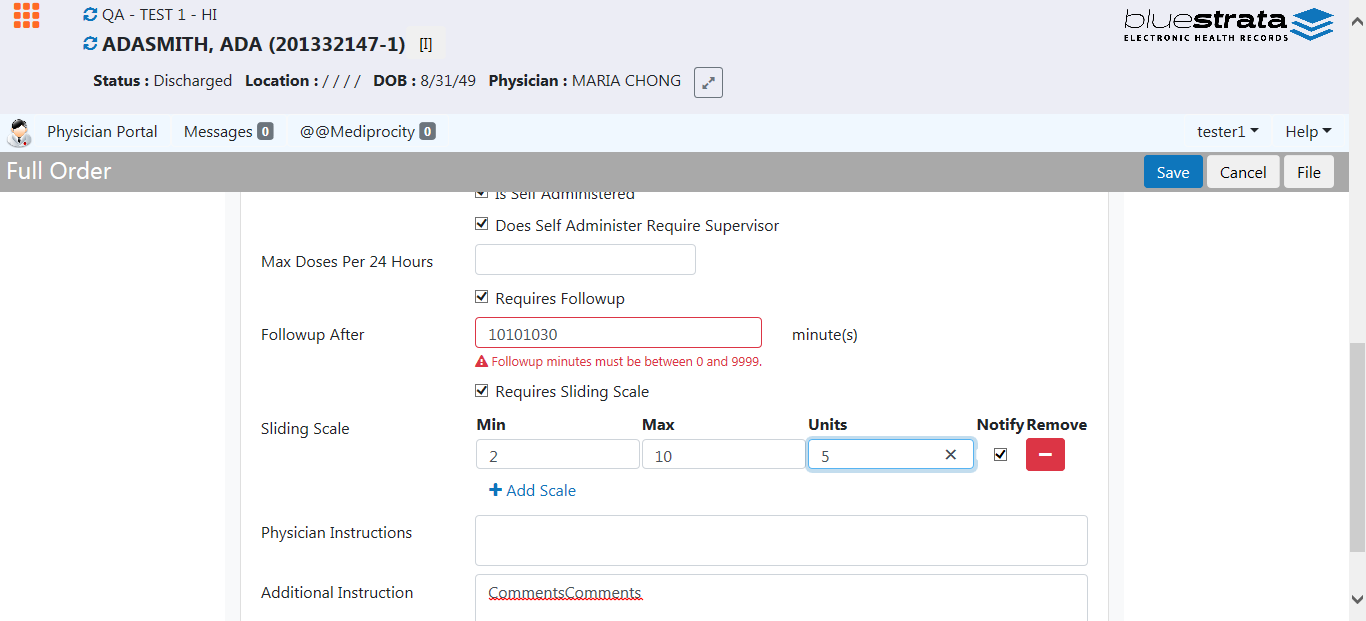 QA - TEST 1 - HI
bluestrata
ELECTRONIC HEALTH RECORDS
ADASMITH, ADA (201332147-1) [I]
Status : Discharged Location : / / / / DOB : 8/31/49 Physician : MARIA CHONG
Physician Portal Messages 0 @@Mediprocity 0 tester1 Help
Full Order Save Cancel File
Is Self Administered
Does Self Administer Require Supervisor
Max Doses Per 24 Hours
Requires Followup
Followup After 10101030 minute(s)
Followup minutes must be between 0 and 9999.
Requires Sliding Scale
Min Max Units Notify Remove
Sliding Scale
2 10 5
Add Scale
Physician Instructions
Additional Instruction CommentsComments